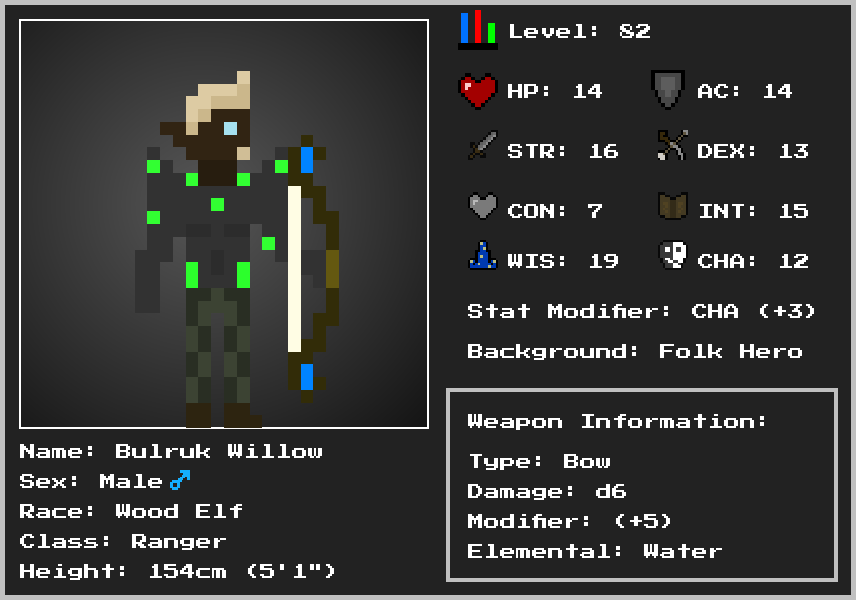 Level: 82
HP: 14 AC: 14
STR: 16 DEX: 13
CON: 7 INT: 15
WIS: 19 CHA: 12
Stat Modifier: CHA (+3)
Background: Folk Hero
Name: Bulruk Willow
Sex: Male♂
Race: Wood Elf
Class: Ranger
Height: 154cm (5'1")
Weapon Information:
Type: Bow
Damage: d6
Modifier: (+5)
Elemental: Water